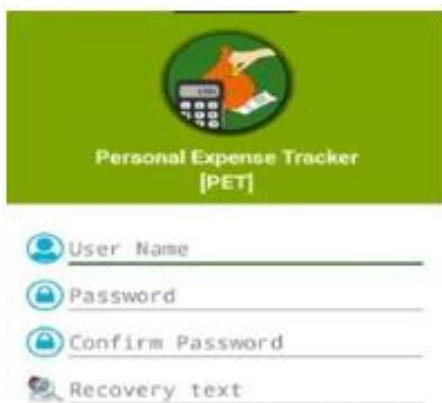 Personal Expense Tracker
[PET]
User Name
Password
Confirm Password
Recovery text